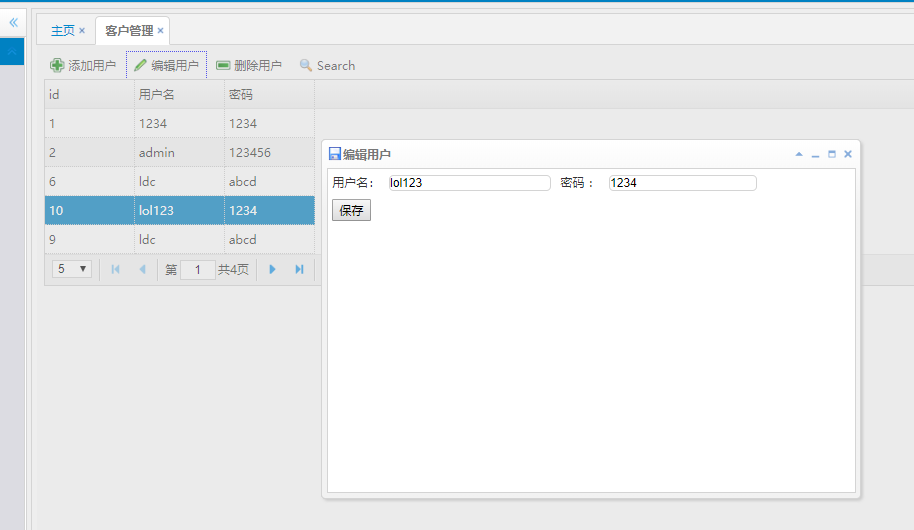 主页 × 客户管理 ×
添加用户 编辑用户 删除用户 Search
id 用户名 密码
1 1234 1234
2 admin 123456
6 ldc abcd
10 lol123 1234
9 ldc abcd
5 第 1 共4页
编辑用户
用户名: lol123 密码： 1234
保存